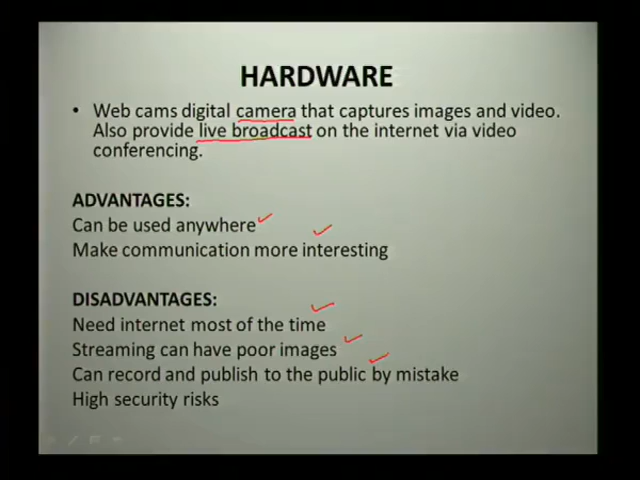 HARDWARE
• Web cams digital camera that captures images and video.
Also provide live broadcast on the internet via video
conferencing.
ADVANTAGES:
Can be used anywhere
Make communication more interesting
DISADVANTAGES:
Need internet most of the time
Streaming can have poor images
Can record and publish to the public by mistake
High security risks